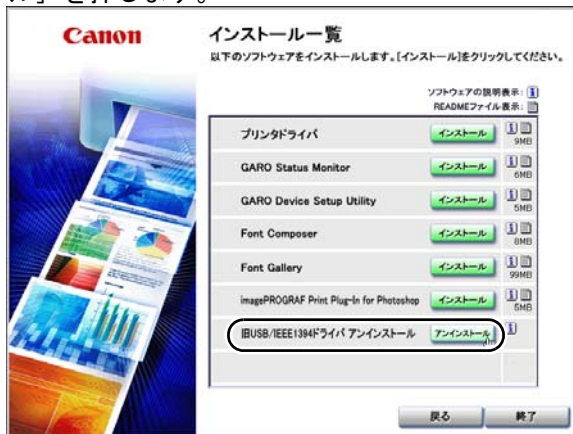 ル」を押します。
Canon
インストール一覧
以下のソフトウェアをインストールします。[インストール]をクリックしてください。
ソフトウェアの説明表示:
READMEファイル表示:
プリンタドライバ インストール 9MB
GARO Status Monitor インストール 6MB
GARO Device Setup Utility インストール 5MB
Font Composer インストール 8MB
Font Gallery インストール 99MB
imagePROGRAF Print Plug-In for Photoshop インストール 5MB
旧USB/IEEE1394ドライバ アンインストール アンインストール
戻る 終了